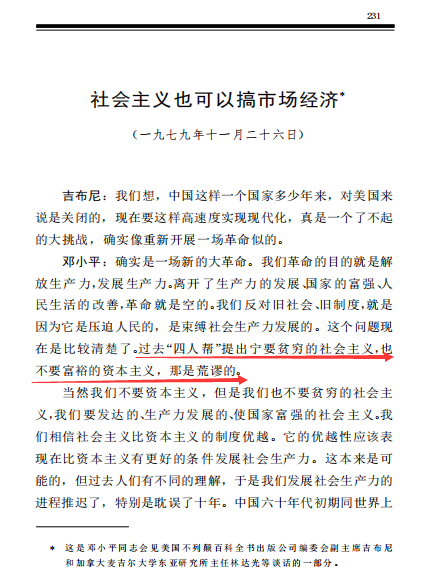 231
社会主义也可以搞市场经济*
（一九七九年十一月二十六日）
吉布尼：我们想，中国这样一个国家多少年来，对美国来
说是关闭的，现在要这样高速度实现现代化，真是一个了不起
的大挑战，确实像重新开展一场革命似的。
邓小平：确实是一场新的大革命。我们革命的目的就是解
放生产力，发展生产力。离开了生产力的发展、国家的富强、人
民生活的改善，革命就是空的。我们反对旧社会、旧制度，就是
因为它是压迫人民的，是束缚社会生产力发展的。这个问题现
在是比较清楚了。过去“四人帮”提出宁要贫穷的社会主义，也
不要富裕的资本主义，那是荒谬的。
当然我们不要资本主义，但是我们也不要贫穷的社会主
义，我们要发达的、生产力发展的、使国家富强的社会主义。我
们相信社会主义比资本主义的制度优越。它的优越性应该表
现在比资本主义有更好的条件发展社会生产力。这本来是可
能的，但过去人们有不同的理解，于是我们发展社会生产力的
进程推迟了，特别是耽误了十年。中国六十年代初期同世界上
* 这是邓小平同志会见美国不列颠百科全书出版公司编委会副主席吉布尼
和加拿大麦吉尔大学东亚研究所主任林达光等谈话的一部分。